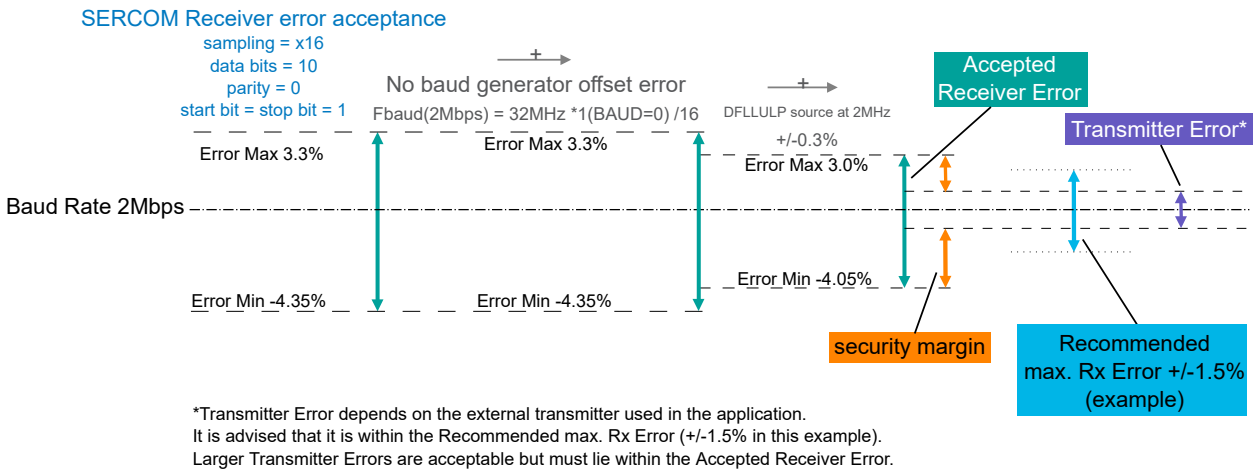 SERCOM Receiver error acceptance
sampling = x16
data bits = 10
parity = 0
start bit = stop bit = 1
+
No baud generator offset error
Fbaud(2Mbps) = 32MHz *1(BAUD=0) /16
+
DFLLULP source at 2MHz
+/-0.3%
Accepted
Receiver Error
Transmitter Error*
Error Max 3.3%
Error Max 3.3%
Error Max 3.0%
Baud Rate 2Mbps
Error Min -4.35%
Error Min -4.35%
Error Min -4.05%
security margin
Recommended
max. Rx Error +/-1.5%
(example)
*Transmitter Error depends on the external transmitter used in the application.
It is advised that it is within the Recommended max. Rx Error (+/-1.5% in this example).
Larger Transmitter Errors are acceptable but must lie within the Accepted Receiver Error.